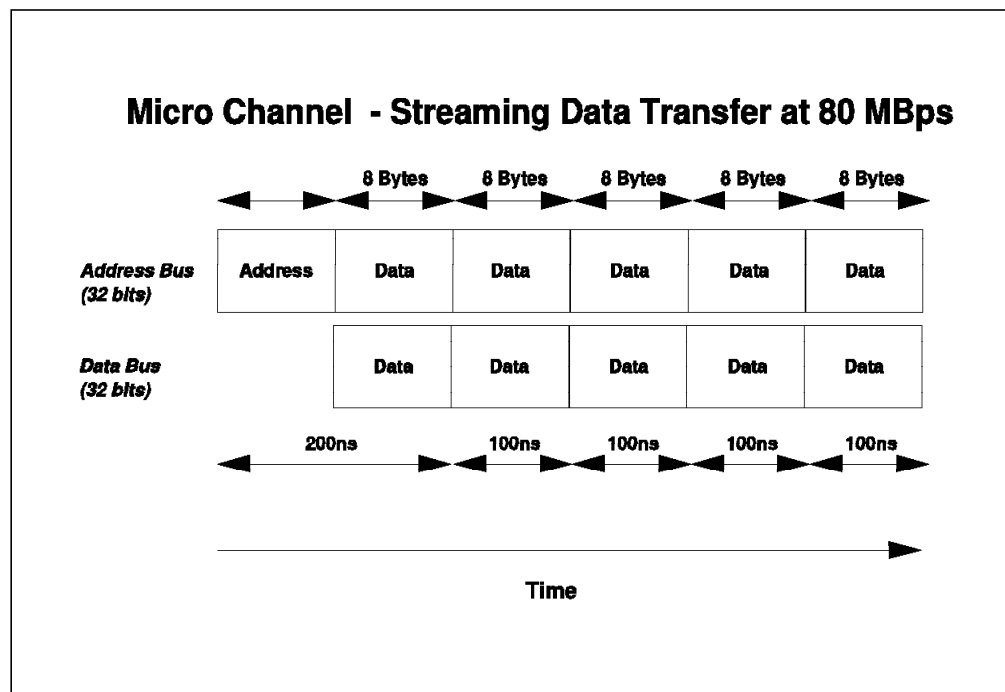 Micro Channel - Streaming Data Transfer at 80 MBps
8 Bytes 8 Bytes 8 Bytes 8 Bytes 8 Bytes
Address Bus
(32 bits)
Address Data Data Data Data Data
Data Bus
(32 bits)
Data Data Data Data Data
200ns 100ns 100ns 100ns 100ns
Time